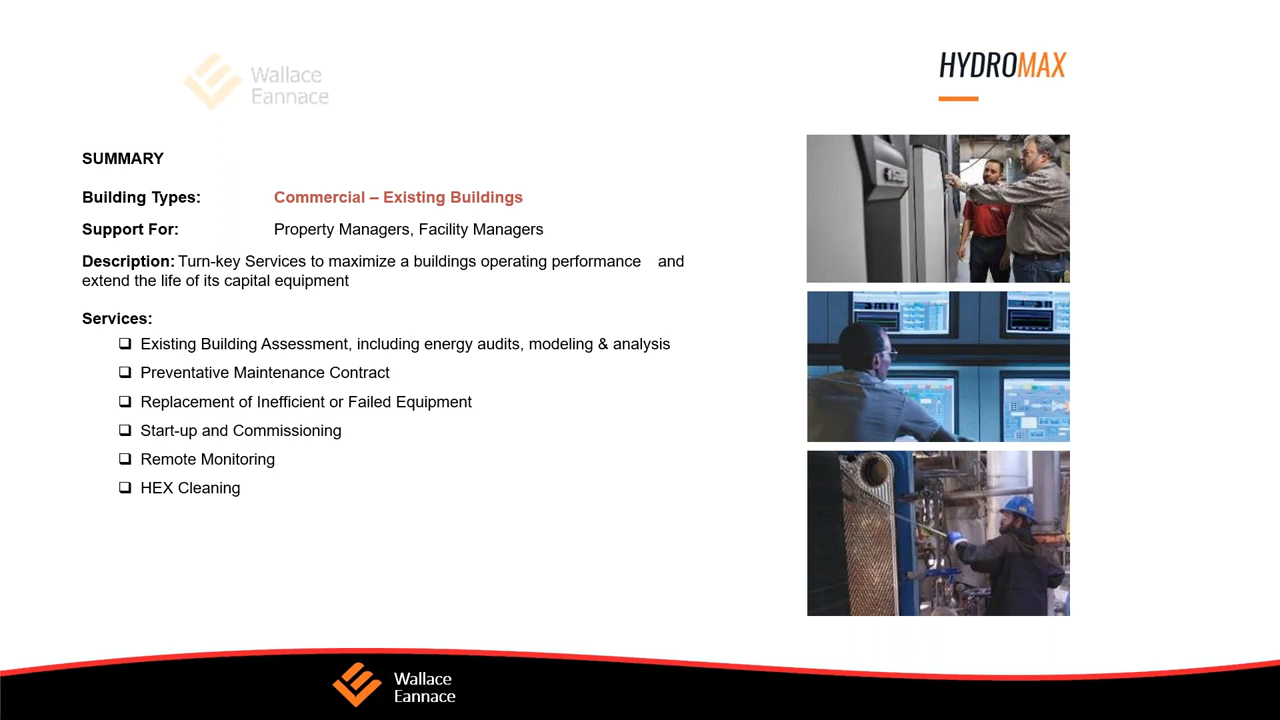 Wallace
Eannace
HYDROMAX
SUMMARY
Building Types: Commercial – Existing Buildings
Support For: Property Managers, Facility Managers
Description: Turn-key Services to maximize a buildings operating performance and
extend the life of its capital equipment
Services:
❑ Existing Building Assessment, including energy audits, modeling & analysis
❑ Preventative Maintenance Contract
❑ Replacement of Inefficient or Failed Equipment
❑ Start-up and Commissioning
❑ Remote Monitoring
❑ HEX Cleaning
Wallace
Eannace